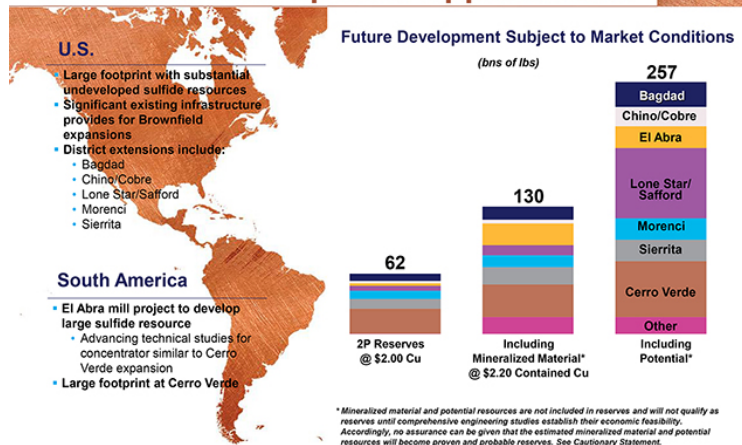 U.S.
▪ Large footprint with substantial
undeveloped sulfide resources
▪ Significant existing infrastructure
provides for Brownfield
expansions
▪ District extensions include:
• Bagdad
• Chino/Cobre
• Lone Star/Safford
• Morenci
• Sierrita
South America
▪ El Abra mill project to develop
large sulfide resource
• Advancing technical studies for
concentrator similar to Cerro
Verde expansion
▪ Large footprint at Cerro Verde
Future Development Subject to Market Conditions
(bns of lbs)
62
130
257
Bagdad
Chino/Cobre
El Abra
Lone Star/
Safford
Morenci
Sierrita
Cerro Verde
Other
2P Reserves
@ $2.00 Cu
Including
Mineralized Material*
@ $2.20 Contained Cu
Including
Potential*
* Mineralized material and potential resources are not included in reserves and will not qualify as
reserves until comprehensive engineering studies establish their economic feasibility.
Accordingly, no assurance can be given that the estimated mineralized material and potential
resources will become proven and probable reserves. See Cautionary Statement.